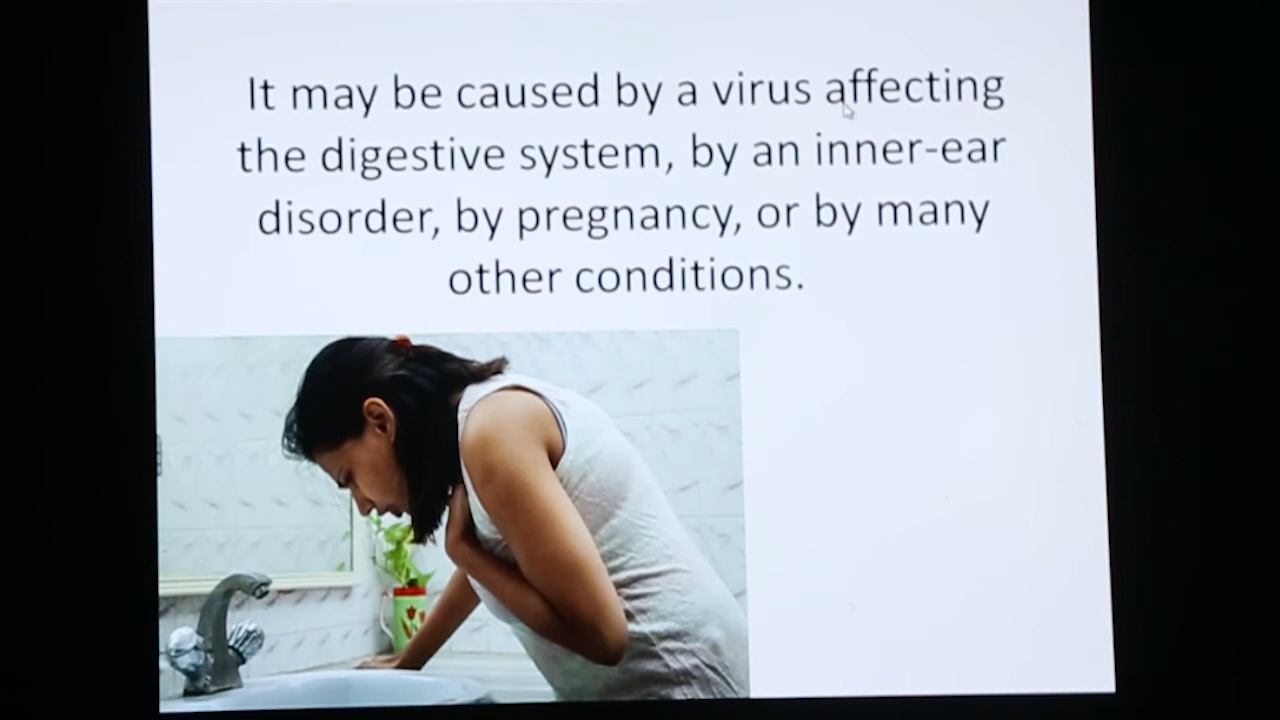 It may be caused by a virus affecting
the digestive system, by an inner-ear
disorder, by pregnancy, or by many
other conditions.